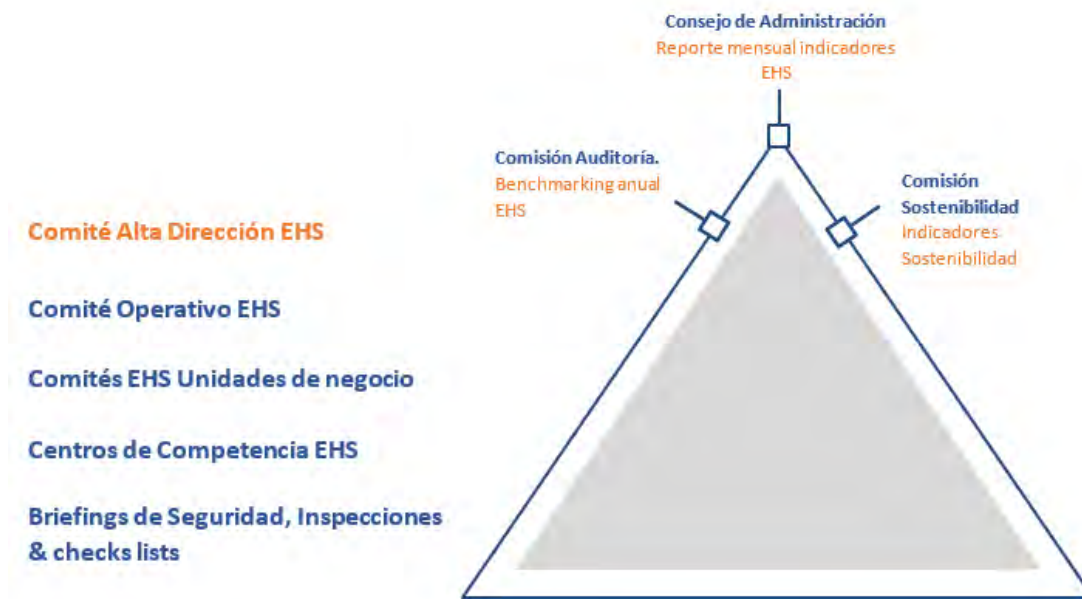 Consejo de Administración
Reporte mensual indicadores
EHS
Comisión Auditoría.
Benchmarking anual
EHS
Comisión
Sostenibilidad
Indicadores
Sostenibilidad
Comité Alta Dirección EHS
Comité Operativo EHS
Comités EHS Unidades de negocio
Centros de Competencia EHS
Briefings de Seguridad, Inspecciones
& checks lists